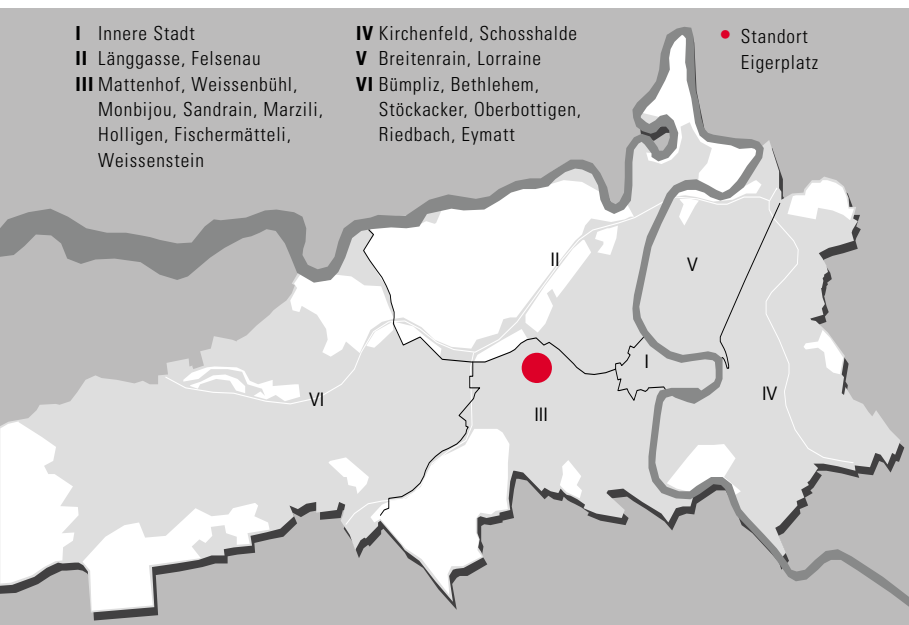 I Innere Stadt
II Länggasse, Felsenau
III Mattenhof, Weissenbühl,
Monbijou, Sandrain, Marzili,
Holligen, Fischermätteli,
Weissenstein
IV Kirchenfeld, Schosshalde
V Breitenrain, Lorraine
VI Bümpliz, Bethlehem,
Stöckacker, Oberbottigen,
Riedbach, Eymatt
Standort
Eigerplatz
II
V
I
VI
IV
III